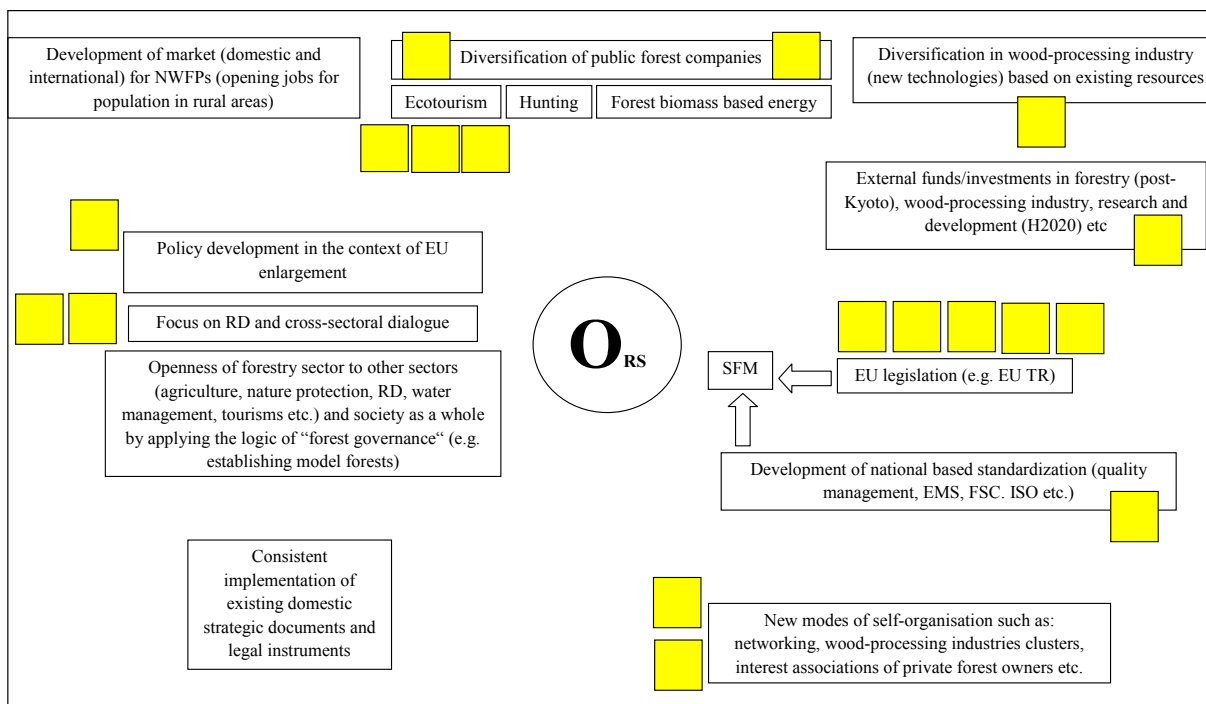 Development of market (domestic and
international) for NWFPs (opening jobs for
population in rural areas)
Diversification of public forest companies
Ecotourism
Hunting
Forest biomass based energy
Diversification in wood-processing industry
(new technologies) based on existing resources
External funds/investments in forestry (post-
Kyoto), wood-processing industry, research and
development (H2020) etc
Policy development in the context of EU
enlargement
Focus on RD and cross-sectoral dialogue
Openness of forestry sector to other sectors
(agriculture, nature protection, RD, water
management, tourisms etc.) and society as a whole
by applying the logic of “forest governance“ (e.g.
establishing model forests)
O RS
SFM
EU legislation (e.g. EU TR)
Development of national based standardization (quality
management, EMS, FSC. ISO etc.)
Consistent
implementation of
existing domestic
strategic documents and
legal instruments
New modes of self-organisation such as:
networking, wood-processing industries clusters,
interest associations of private forest owners etc.